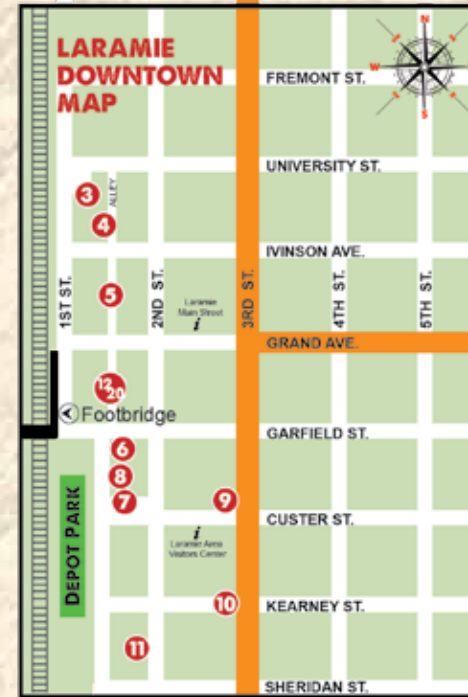 LARAMIE
DOWNTOWN
MAP
N
E
S
W
FREMONT ST.
UNIVERSITY ST.
3
ALLEY
4
IVINSON AVE.
5
1ST ST.
2ND ST.
Laramie
Main Street
i
3RD ST.
4TH ST.
5TH ST.
GRAND AVE.
12
20
Footbridge
GARFIELD ST.
6
8
7
9
CUSTER ST.
i
Laramie Area
Visitors Center
DEPOT PARK
10
KEARNEY ST.
11
SHERIDAN ST.